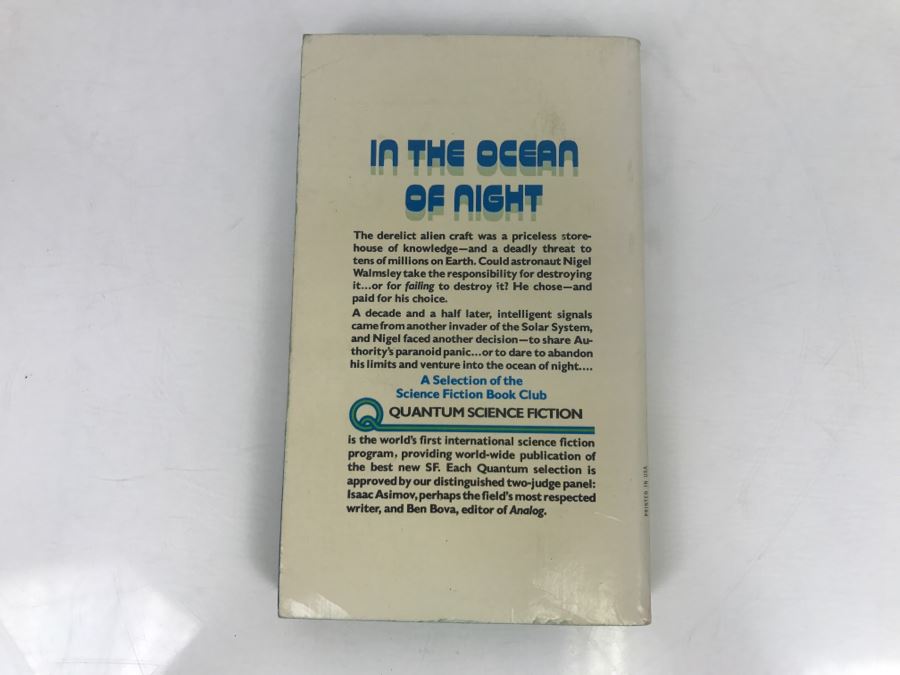 IN THE OCEAN
OF NIGHT
The derelict alien craft was a priceless store-
house of knowledge—and a deadly threat to
tens of millions on Earth. Could astronaut Nigel
Walmsley take the responsibility for destroying
it...or for failing to destroy it? He chose—and
paid for his choice.
A decade and a half later, intelligent signals
came from another invader of the Solar System,
and Nigel faced another decision—to share Au-
thority's paranoid panic...or to dare to abandon
his limits and venture into the ocean of night....
A Selection of the
Science Fiction Book Club
QUANTUM SCIENCE FICTION
is the world's first international science fiction
program, providing world-wide publication of
the best new SF. Each Quantum selection is
approved by our distinguished two-judge panel:
Isaac Asimov, perhaps the field's most respected
writer, and Ben Bova, editor of Analog.
PRINTED IN USA